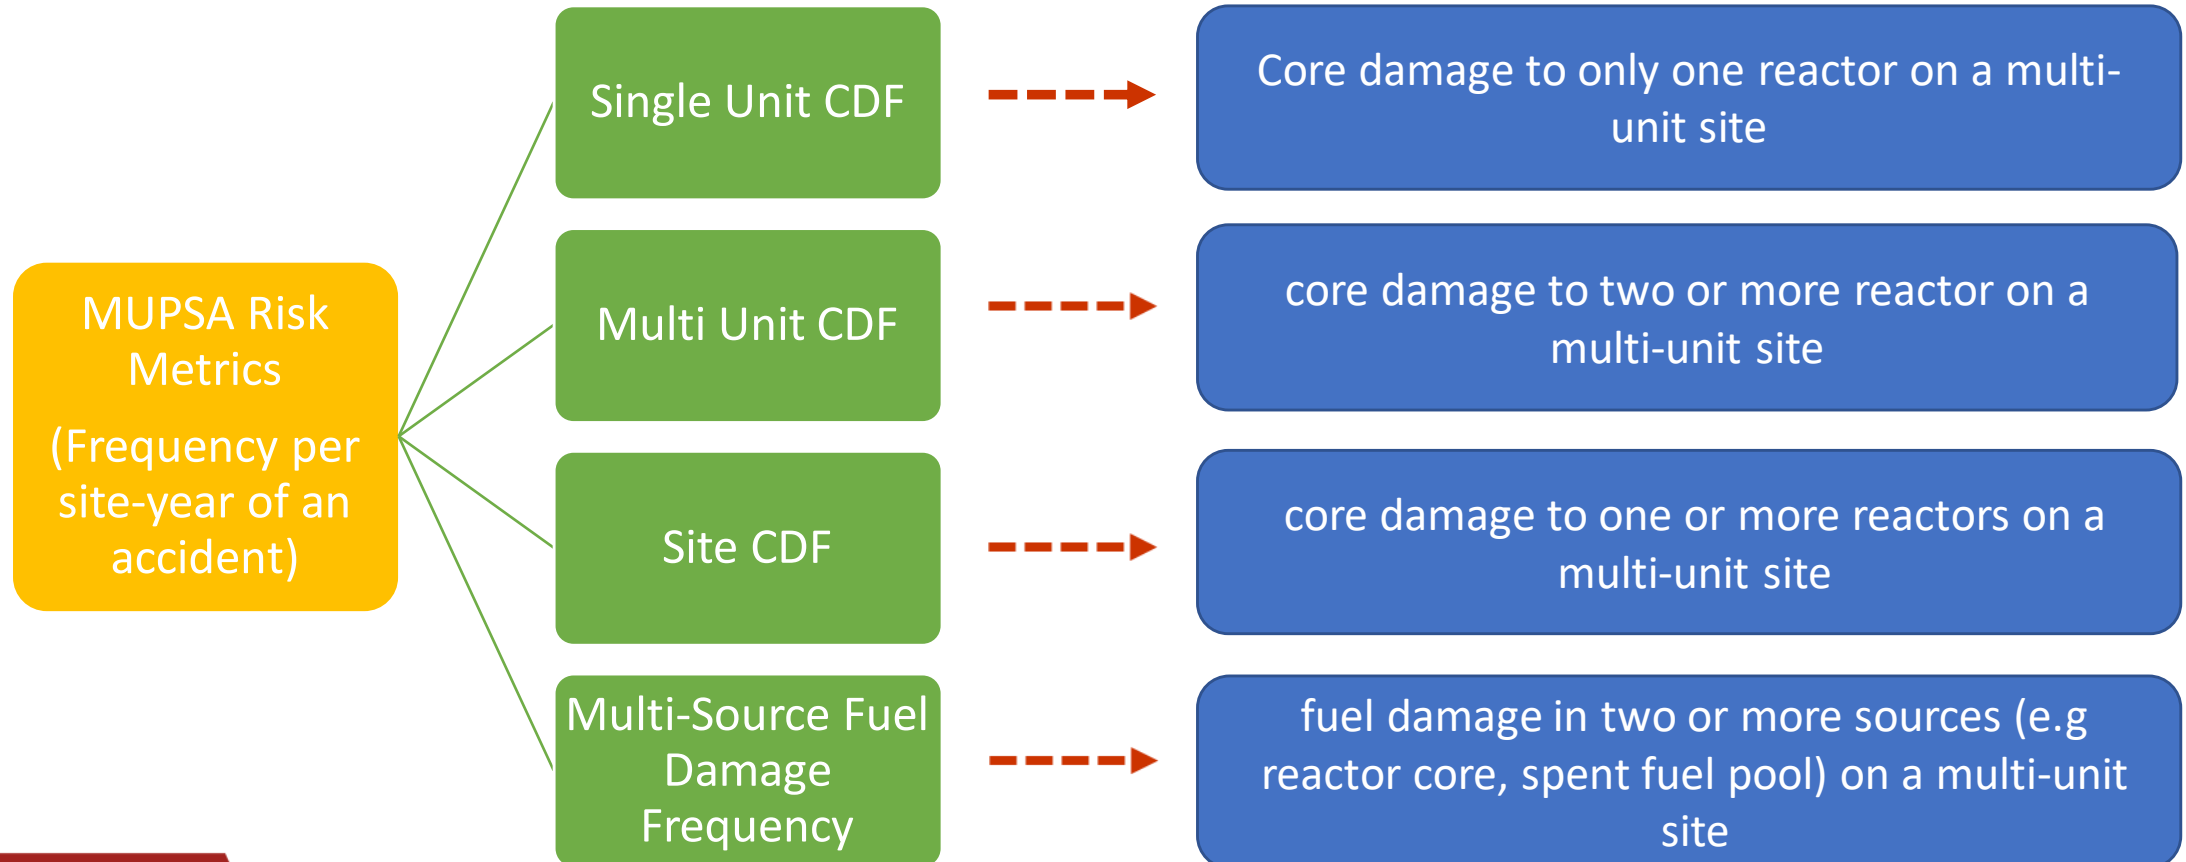 MUPSA Risk
Metrics
(Frequency per
site-year of an
accident)
Single Unit CDF
Core damage to only one reactor on a multi-
unit site
Multi Unit CDF
core damage to two or more reactor on a
multi-unit site
Site CDF
core damage to one or more reactors on a
multi-unit site
Multi-Source Fuel
Damage
Frequency
fuel damage in two or more sources (e.g
reactor core, spent fuel pool) on a multi-unit
site